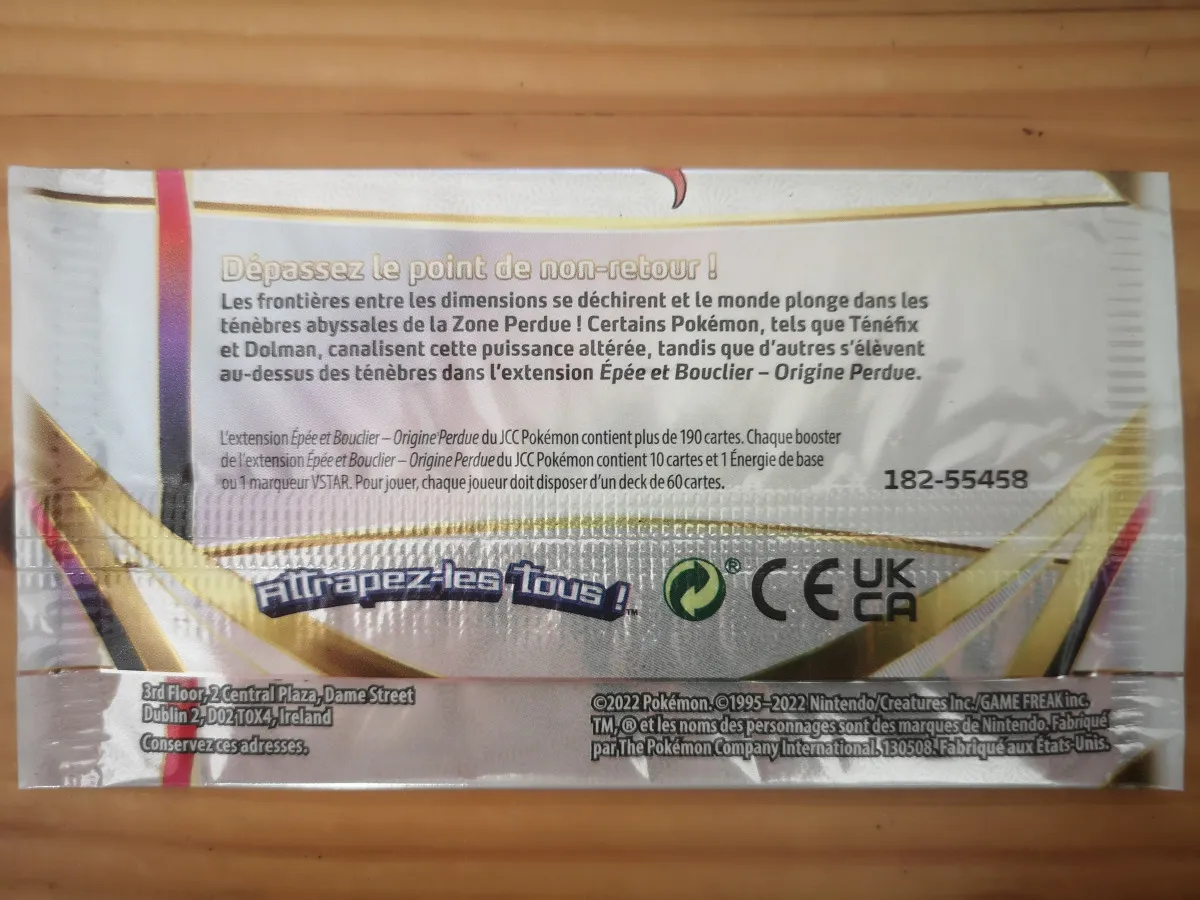 Dépassez le point de non-retour !
Les frontières entre les dimensions se déchirent et le monde plonge dans les
ténèbres abyssales de la Zone Perdue ! Certains Pokémon, tels que Ténéfix
et Dolman, canalisent cette puissance altérée, tandis que d'autres s'élèvent
au-dessus des ténèbres dans l'extension Épée et Bouclier – Origine Perdue.
L'extension Épée et Bouclier – Origine Perdue du JCC Pokémon contient plus de 190 cartes. Chaque booster
de l'extension Épée et Bouclier – Origine Perdue du JCC Pokémon contient 10 cartes et 1 Énergie de base
ou 1 marqueur VSTAR. Pour jouer, chaque joueur doit disposer d'un deck de 60 cartes.
182-55458
Attrapez-les tous !™
® CE UK
CA
3rd Floor, 2 Central Plaza, Dame Street
Dublin 2, D02 T0X4, Ireland
Conservez ces adresses.
©2022 Pokémon. ©1995–2022 Nintendo/Creatures Inc./GAME FREAK inc.
TM, ® et les noms des personnages sont des marques de Nintendo. Fabriqué
par The Pokémon Company International. 130508. Fabriqué aux États-Unis.